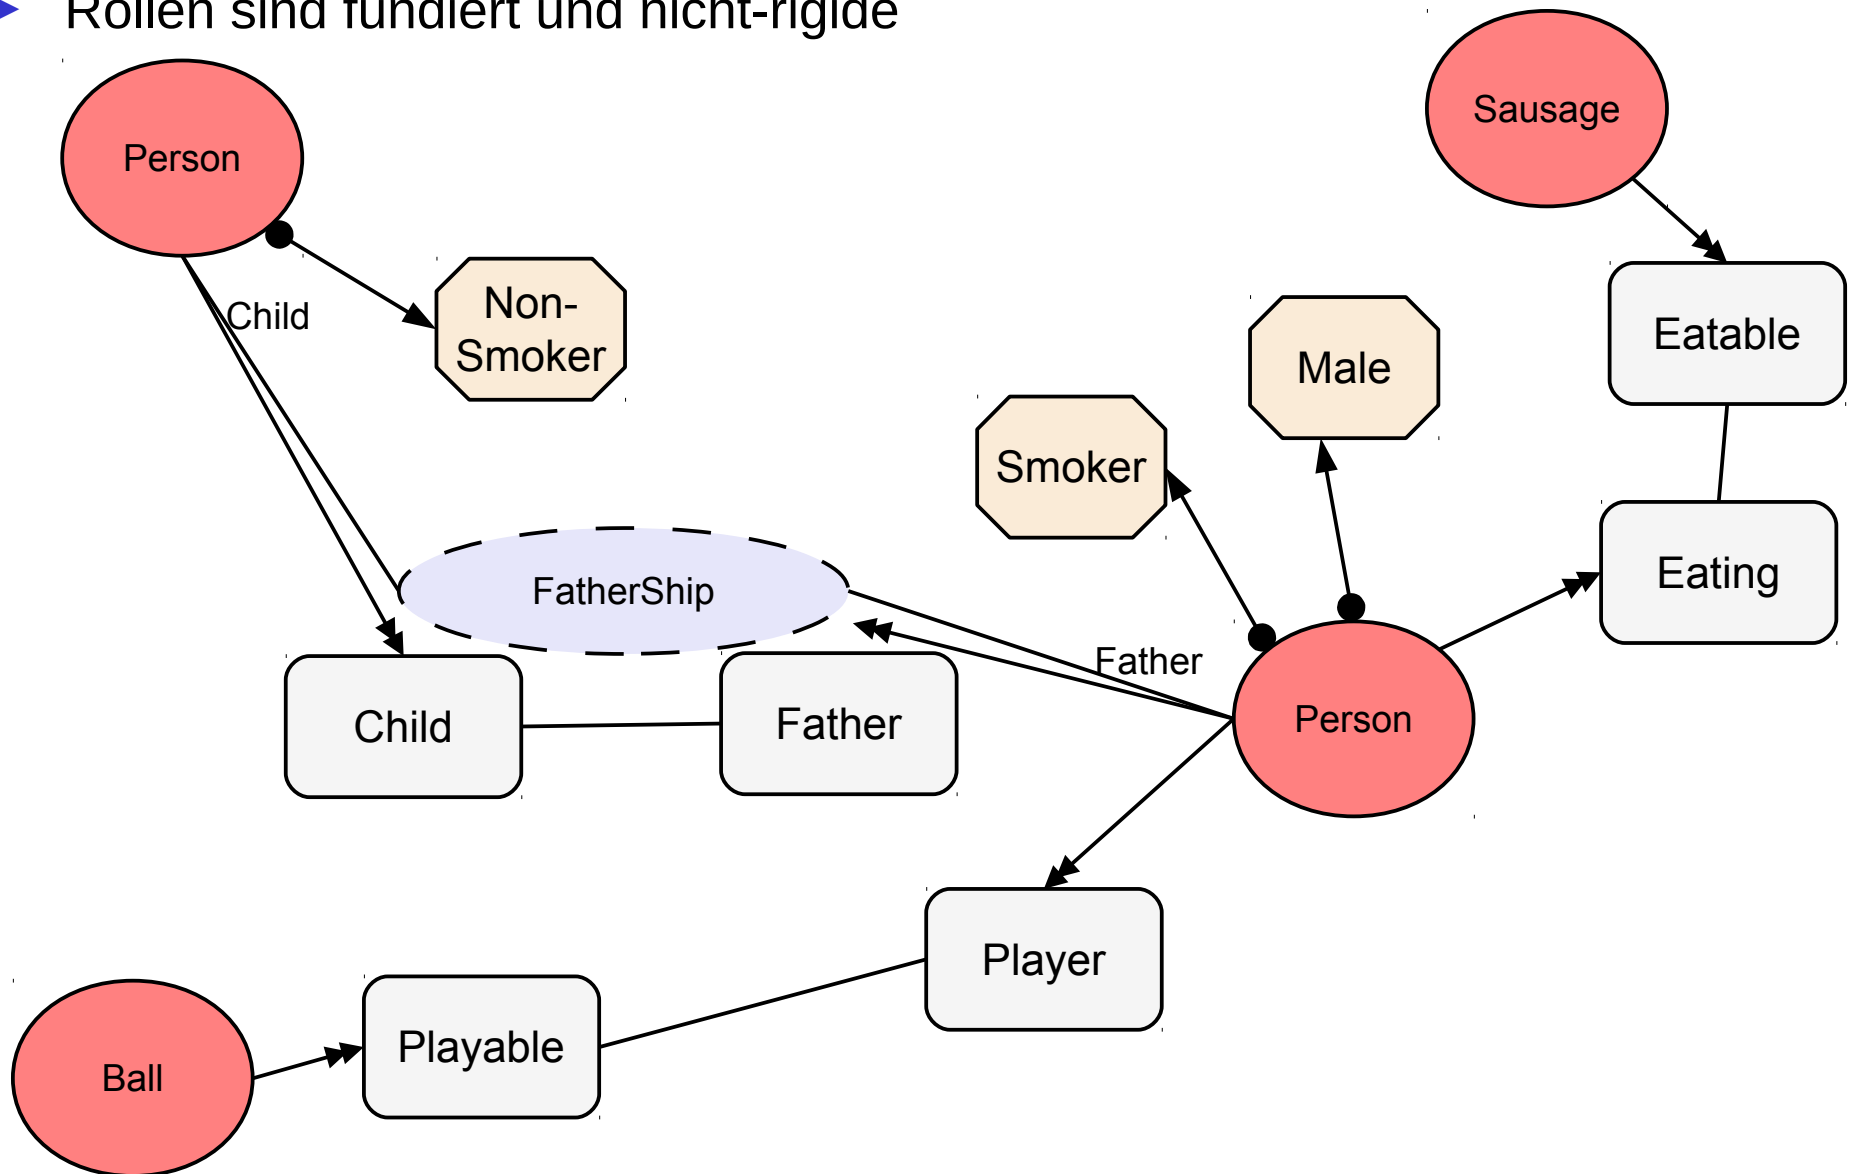 Rollen sind fundiert und nicht-rigide
Sausage
Person
Non-
Smoker
Child
Male
Eatable
Smoker
Eating
FatherShip
Father
Person
Child
Father
Player
Playable
Ball